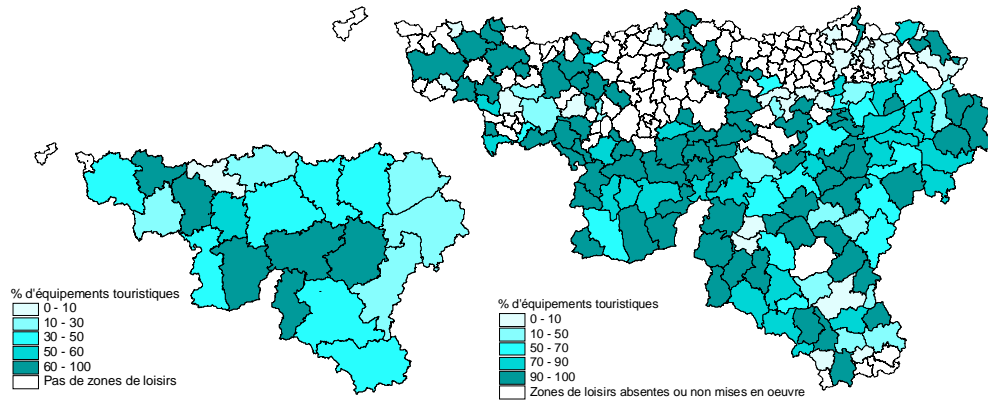 % d'équipements touristiques
0 - 10
10 - 30
30 - 50
50 - 60
60 - 100
Pas de zones de loisirs
% d'équipements touristiques
0 - 10
10 - 50
50 - 70
70 - 90
90 - 100
Zones de loisirs absentes ou non mises en oeuvre